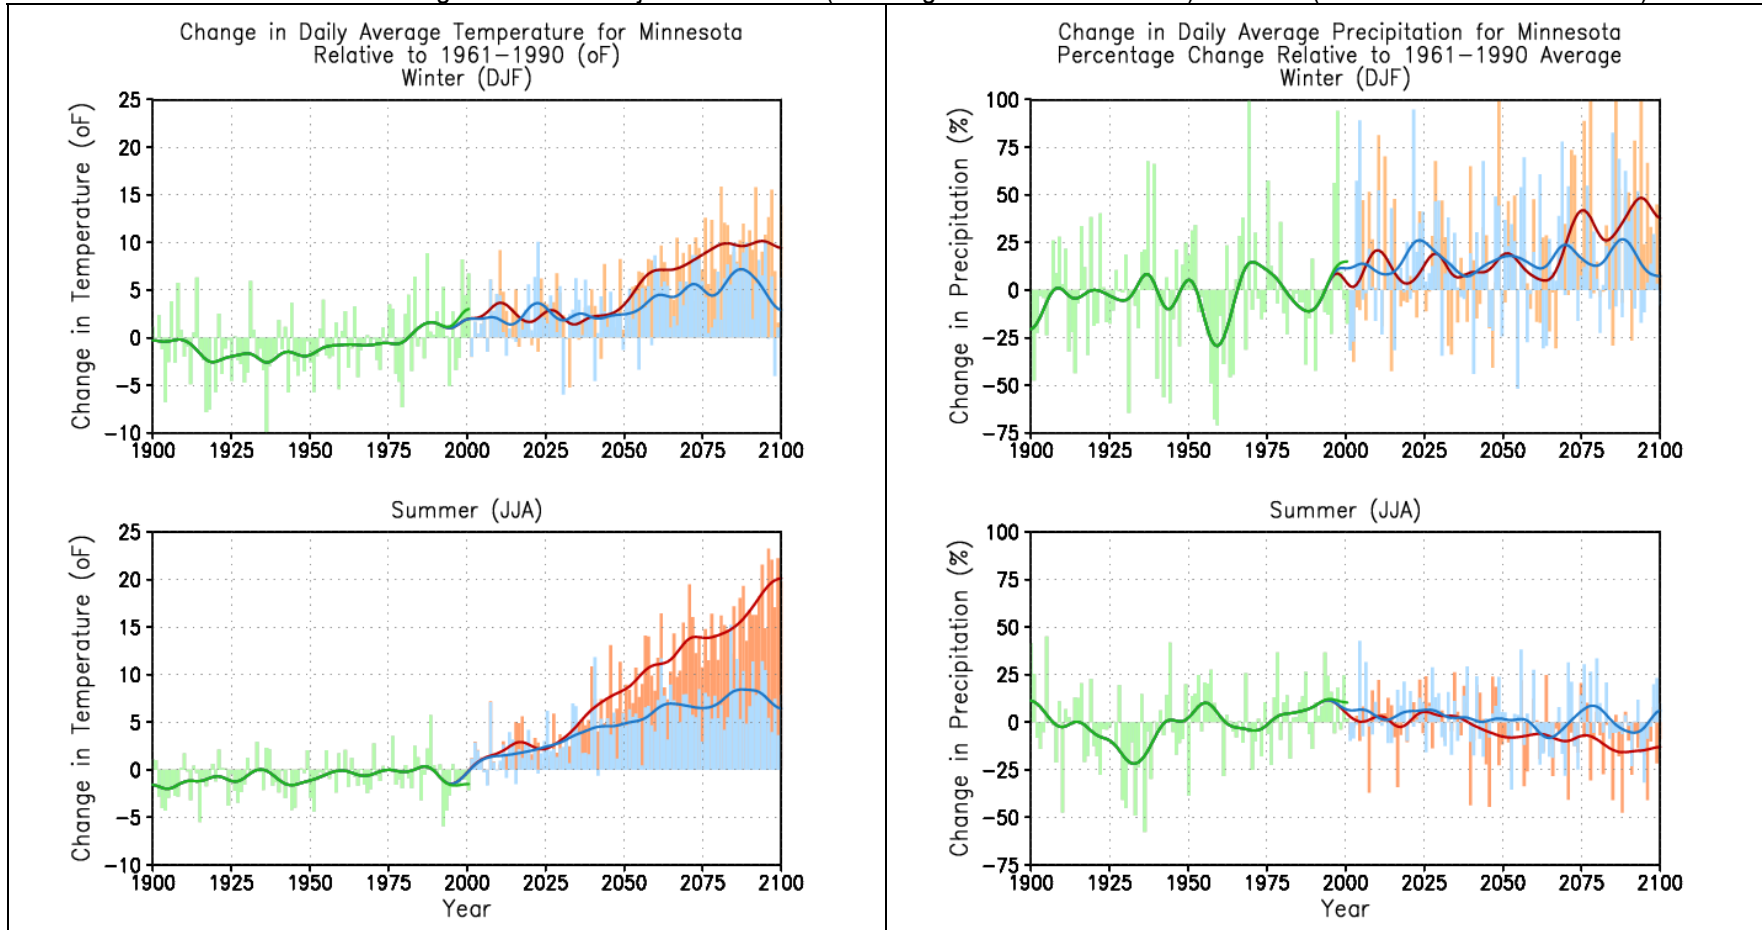 Change in Daily Average Temperature for Minnesota
Relative to 1961-1990 (oF)
Winter (DJF)
Change in Temperature (oF)
25
20
15
10
5
0
-5
-10
1900 1925 1950 1975 2000 2025 2050 2075 2100
Change in Daily Average Precipitation for Minnesota
Percentage Change Relative to 1961-1990 Average
Winter (DJF)
Change in Precipitation (%)
100
75
50
25
0
-25
-50
-75
1900 1925 1950 1975 2000 2025 2050 2075 2100
Summer (JJA)
Change in Temperature (oF)
25
20
15
10
5
0
-5
-10
1900 1925 1950 1975 2000 2025 2050 2075 2100
Year
Summer (JJA)
Change in Precipitation (%)
100
75
50
25
0
-25
-50
-75
1900 1925 1950 1975 2000 2025 2050 2075 2100
Year